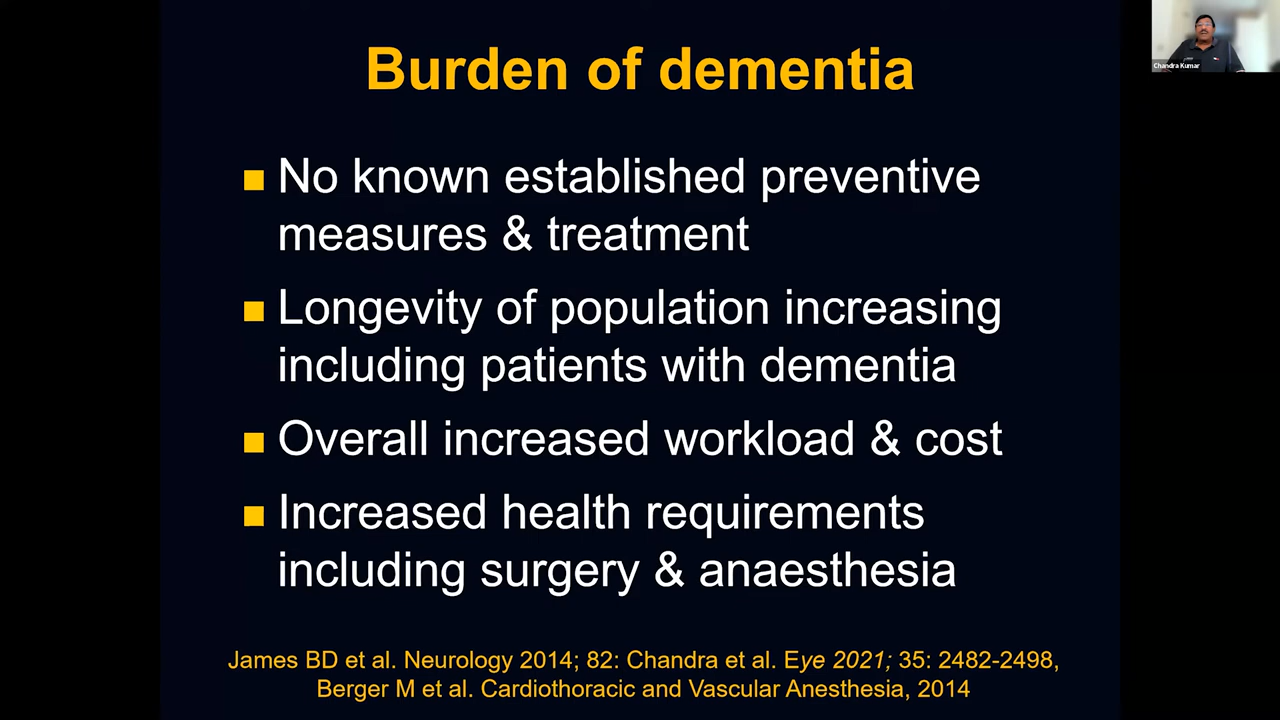 Burden of dementia
Chandra Kumar
■ No known established preventive
measures & treatment
■ Longevity of population increasing
including patients with dementia
■ Overall increased workload & cost
■ Increased health requirements
including surgery & anaesthesia
James BD et al. Neurology 2014; 82: Chandra et al. Eye 2021; 35: 2482-2498,
Berger M et al. Cardiothoracic and Vascular Anesthesia, 2014